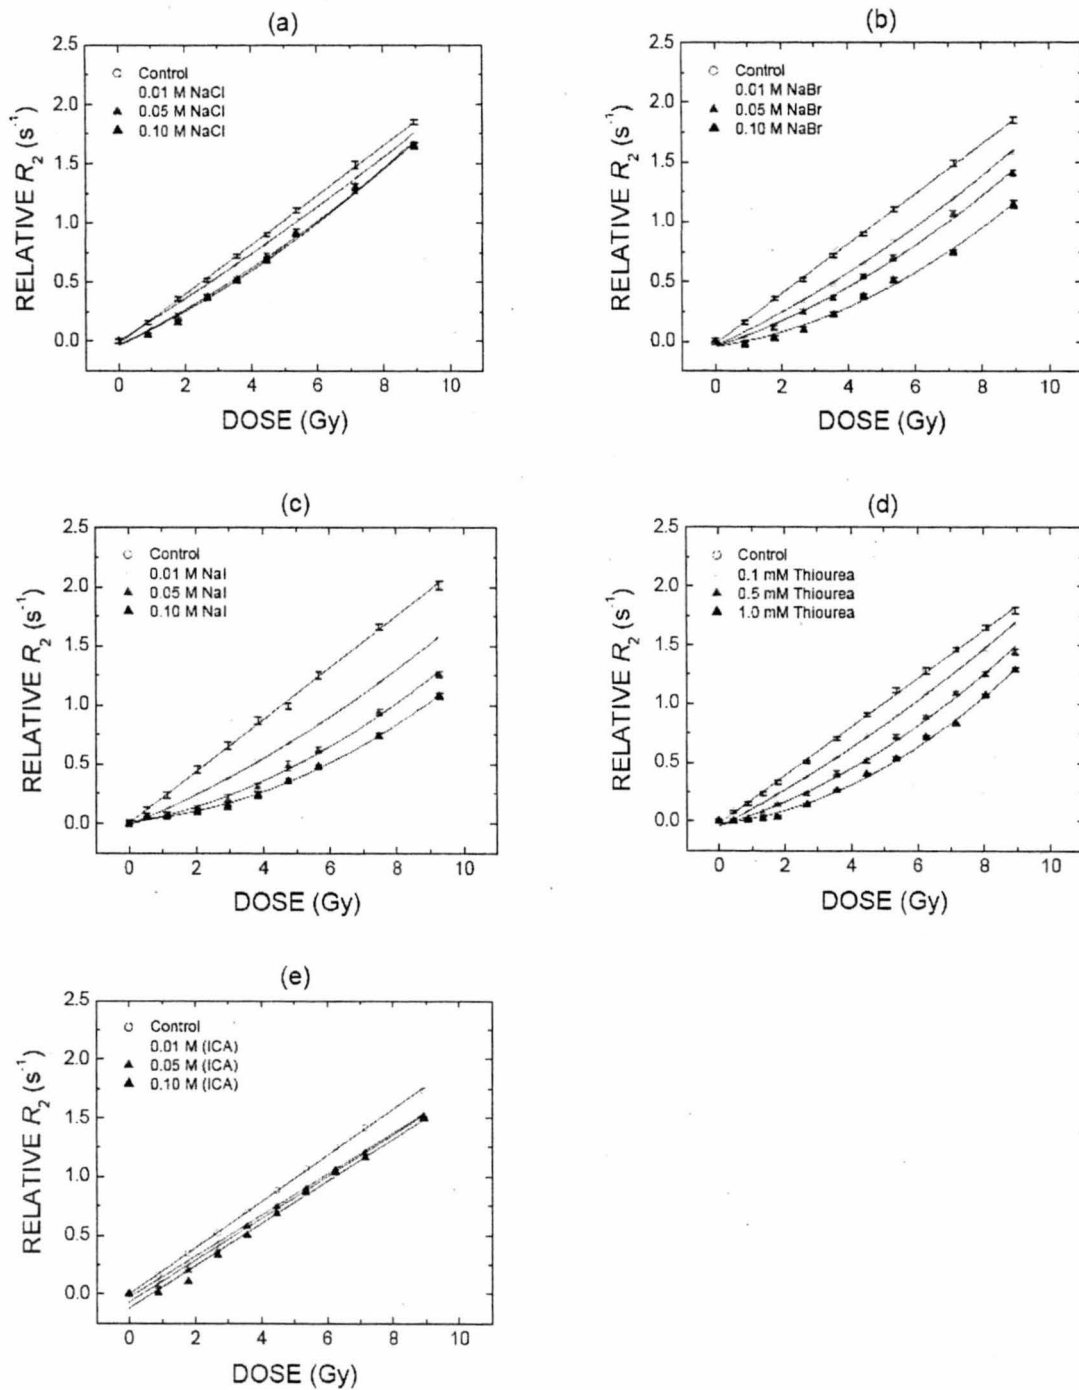 (a)
2.5
2.0
1.5
1.0
0.5
0.0
RELATIVE R2 (s-1)
Control
0.01 M NaCl
0.05 M NaCl
0.10 M NaCl
0 2 4 6 8 10
DOSE (Gy)
(b)
2.5
2.0
1.5
1.0
0.5
0.0
RELATIVE R2 (s-1)
Control
0.01 M NaBr
0.05 M NaBr
0.10 M NaBr
0 2 4 6 8 10
DOSE (Gy)
(c)
2.5
2.0
1.5
1.0
0.5
0.0
RELATIVE R2 (s-1)
Control
0.01 M NaI
0.05 M NaI
0.10 M NaI
0 2 4 6 8 10
DOSE (Gy)
(d)
2.5
2.0
1.5
1.0
0.5
0.0
RELATIVE R2 (s-1)
Control
0.1 mM Thiourea
0.5 mM Thiourea
1.0 mM Thiourea
0 2 4 6 8 10
DOSE (Gy)
(e)
2.5
2.0
1.5
1.0
0.5
0.0
RELATIVE R2 (s-1)
Control
0.01 M (ICA)
0.05 M (ICA)
0.10 M (ICA)
0 2 4 6 8 10
DOSE (Gy)